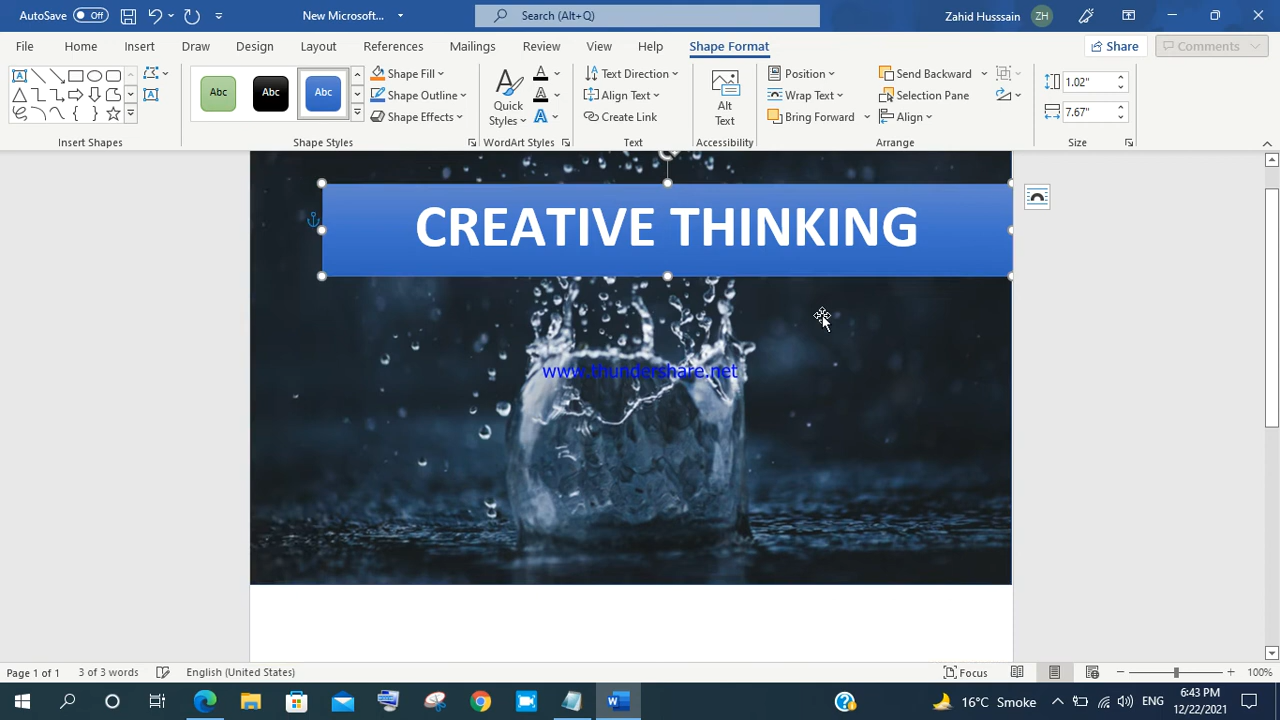 AutoSave Off New Microsoft... Search (Alt+Q) Zahid Husssain ZH
File Home Insert Draw Design Layout References Mailings Review View Help Shape Format Share Comments
Abc Abc Abc
Shape Fill
Shape Outline
Shape Effects
Quick
Styles
Text Direction
Align Text
Create Link
Alt
Text
Position
Wrap Text
Bring Forward
Send Backward
Selection Pane
Align
1.02"
7.67"
Insert Shapes Shape Styles WordArt Styles Text Accessibility Arrange Size
CREATIVE THINKING
www.thundershare.net
Page 1 of 1 3 of 3 words English (United States) Focus 100%
16°C Smoke ENG 6:43 PM
12/22/2021